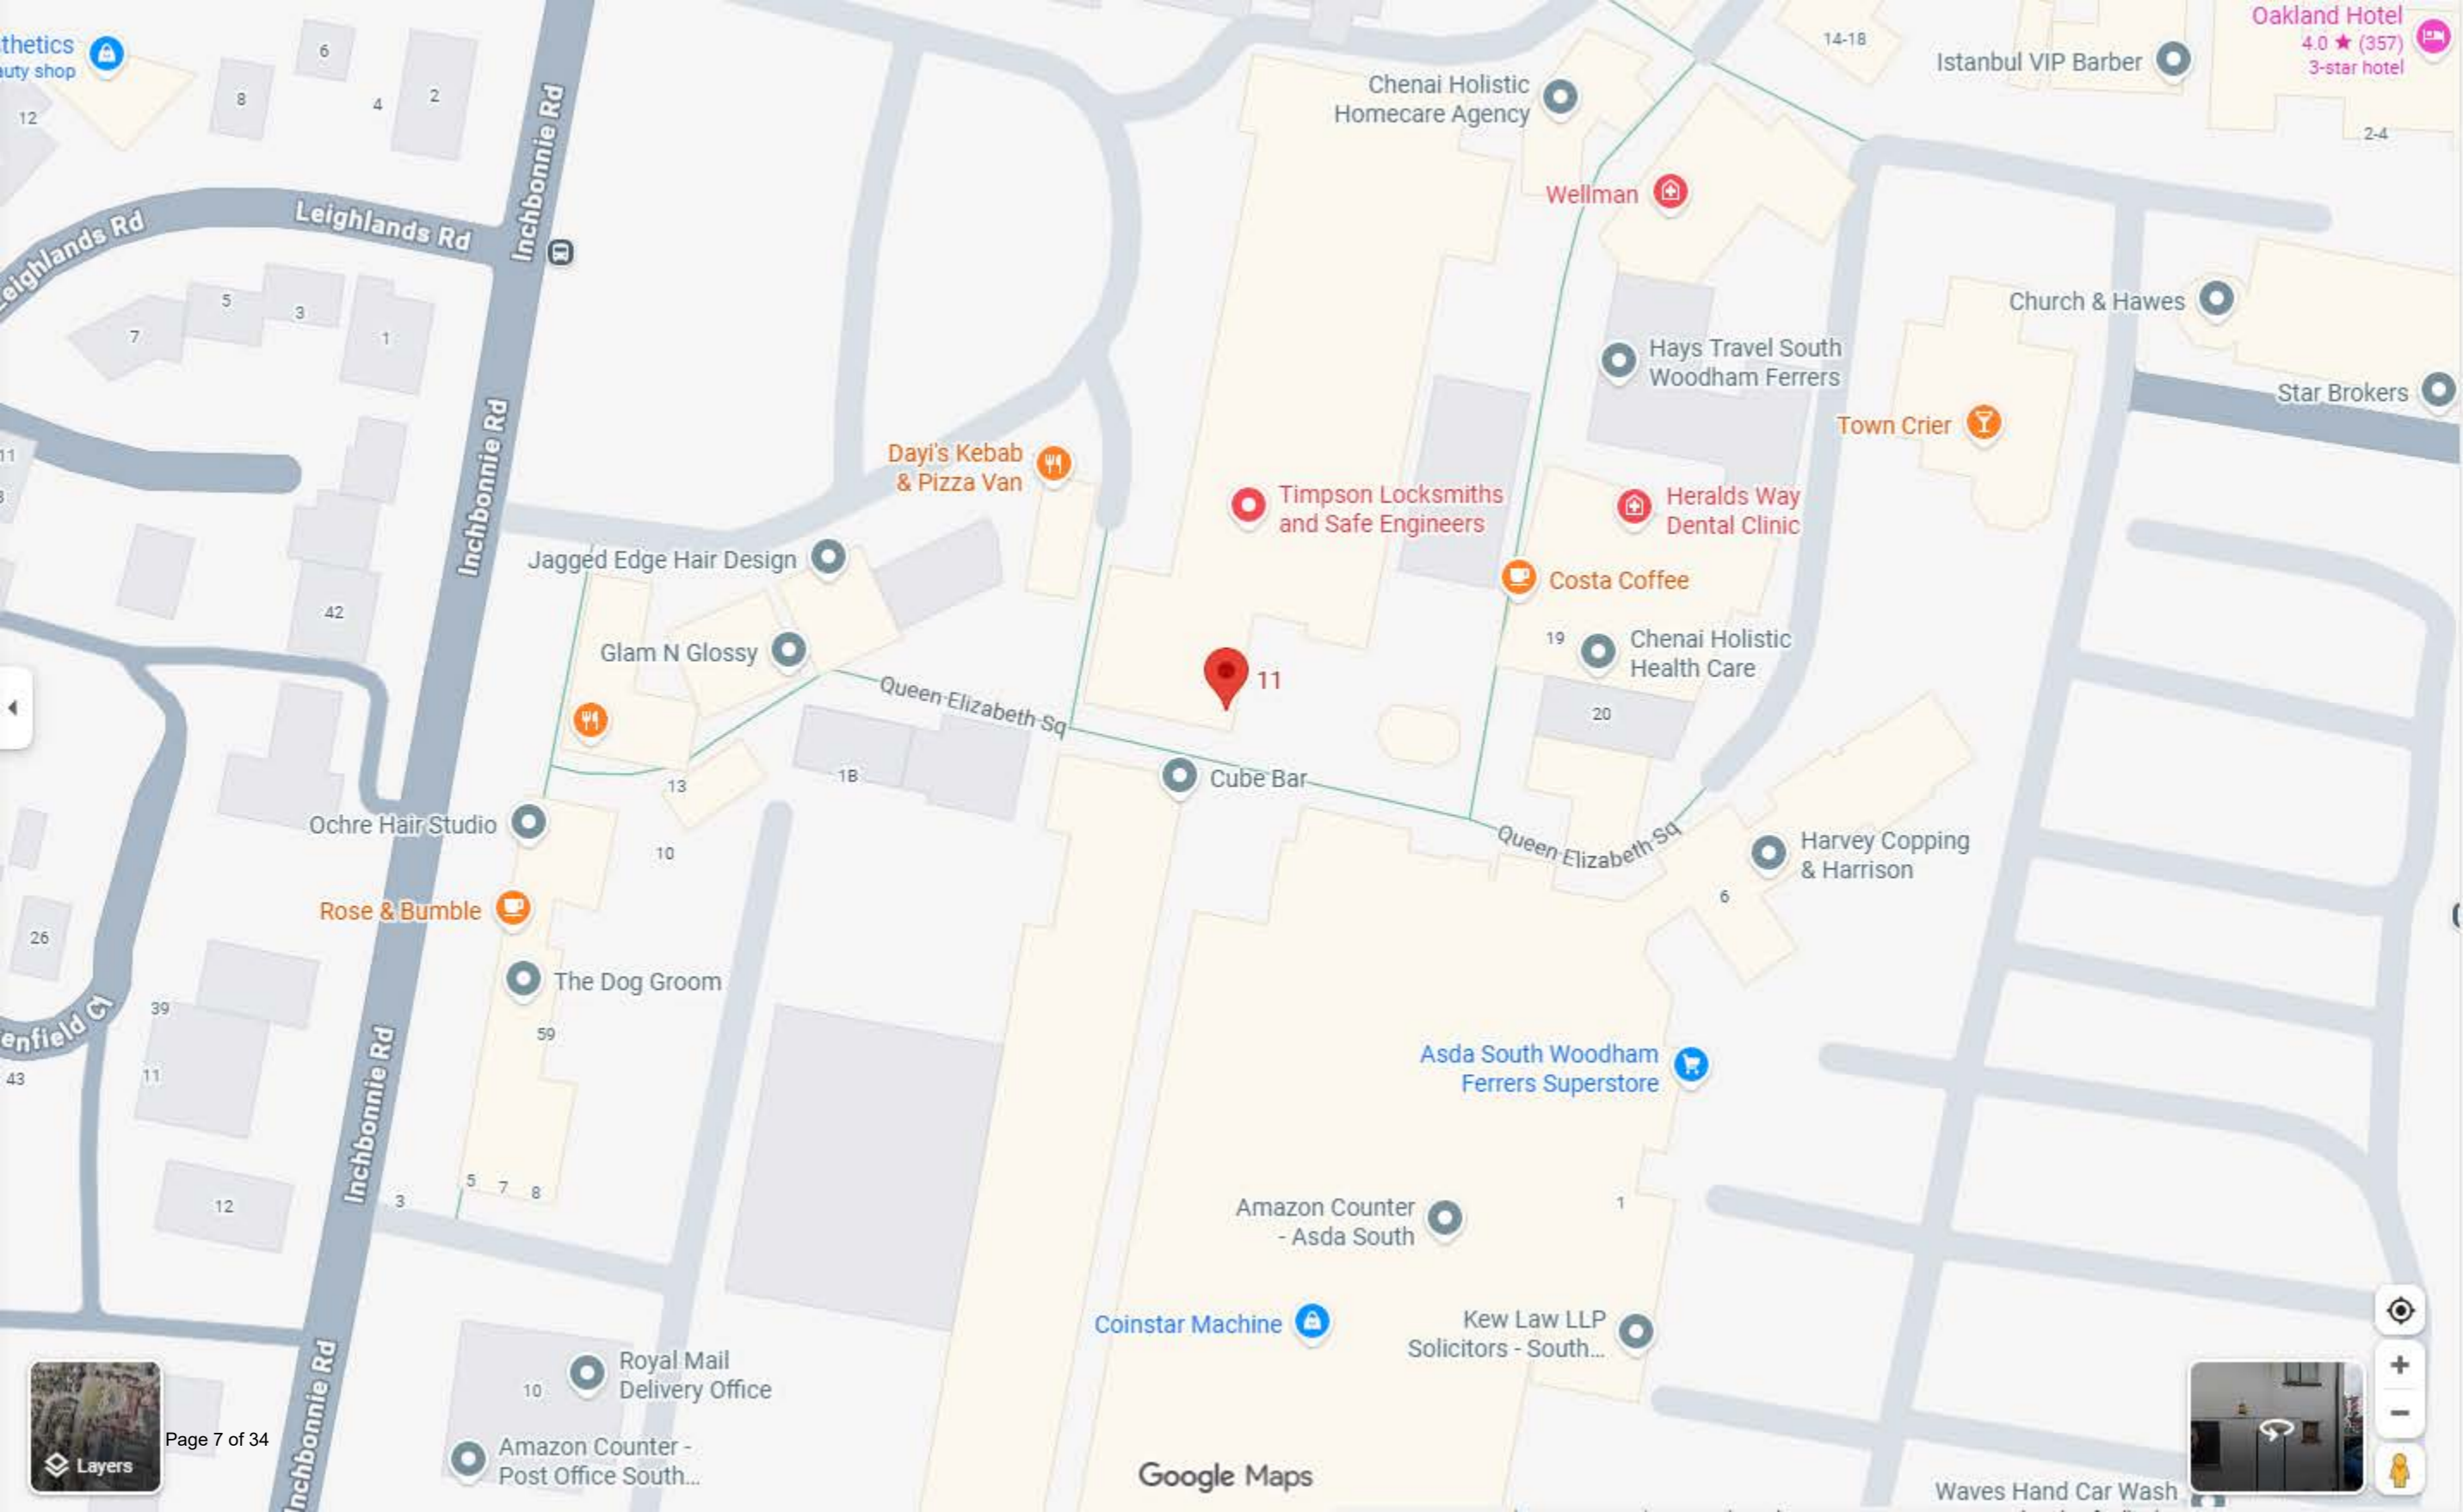 thetics
auty shop
12
8
6
4
2
Inchbonnie Rd
14-18
Istanbul VIP Barber
Oakland Hotel
4.0 ★ (357)
3-star hotel
2-4
Chenai Holistic
Homecare Agency
Wellman
Leighlands Rd
Leighlands Rd
7
5
3
1
Church & Hawes
Hays Travel South
Woodham Ferrers
Star Brokers
Town Crier
11
Inchbonnie Rd
Dayi's Kebab
& Pizza Van
Timpson Locksmiths
and Safe Engineers
Heralds Way
Dental Clinic
Jagged Edge Hair Design
Costa Coffee
42
Glam N Glossy
19
Chenai Holistic
Health Care
11
Queen Elizabeth Sq
20
13
1B
Cube Bar
Ochre Hair Studio
10
Queen Elizabeth Sq
Harvey Copping
& Harrison
6
Rose & Bumble
26
The Dog Groom
39
59
enfield Cl
43
11
Inchbonnie Rd
Asda South Woodham
Ferrers Superstore
12
3
5
7
8
Amazon Counter
- Asda South
1
Coinstar Machine
Kew Law LLP
Solicitors - South...
Royal Mail
Delivery Office
10
Inchbonnie Rd
Page 7 of 34
Layers
Amazon Counter -
Post Office South...
Google Maps
Waves Hand Car Wash